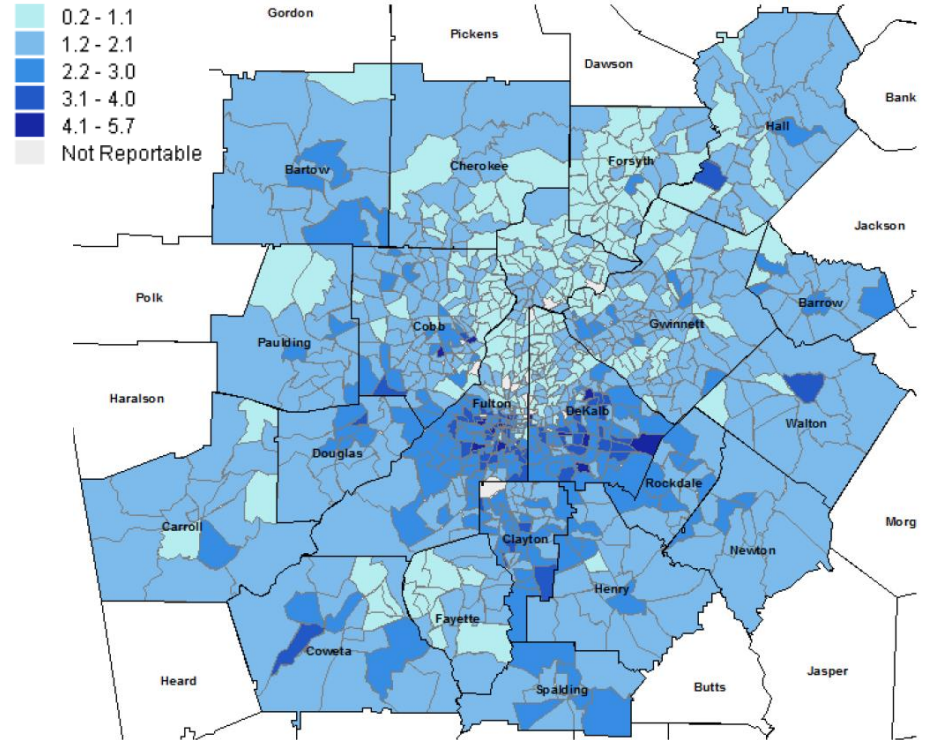 0.2 - 1.1
1.2 - 2.1
2.2 - 3.0
3.1 - 4.0
4.1 - 5.7
Not Reportable
Gordon
Pickens
Dawson
Bank
Hall
Bartow
Cherokee
Forsyth
Jackson
Polk
Barrow
Cobb
Gwinnett
Paulding
Haralson
Fulton
DeKalb
Walton
Douglas
Rockdale
Carroll
Morg
Clayton
Newton
Henry
Fayette
Coweta
Heard
Spalding
Butts
Jasper